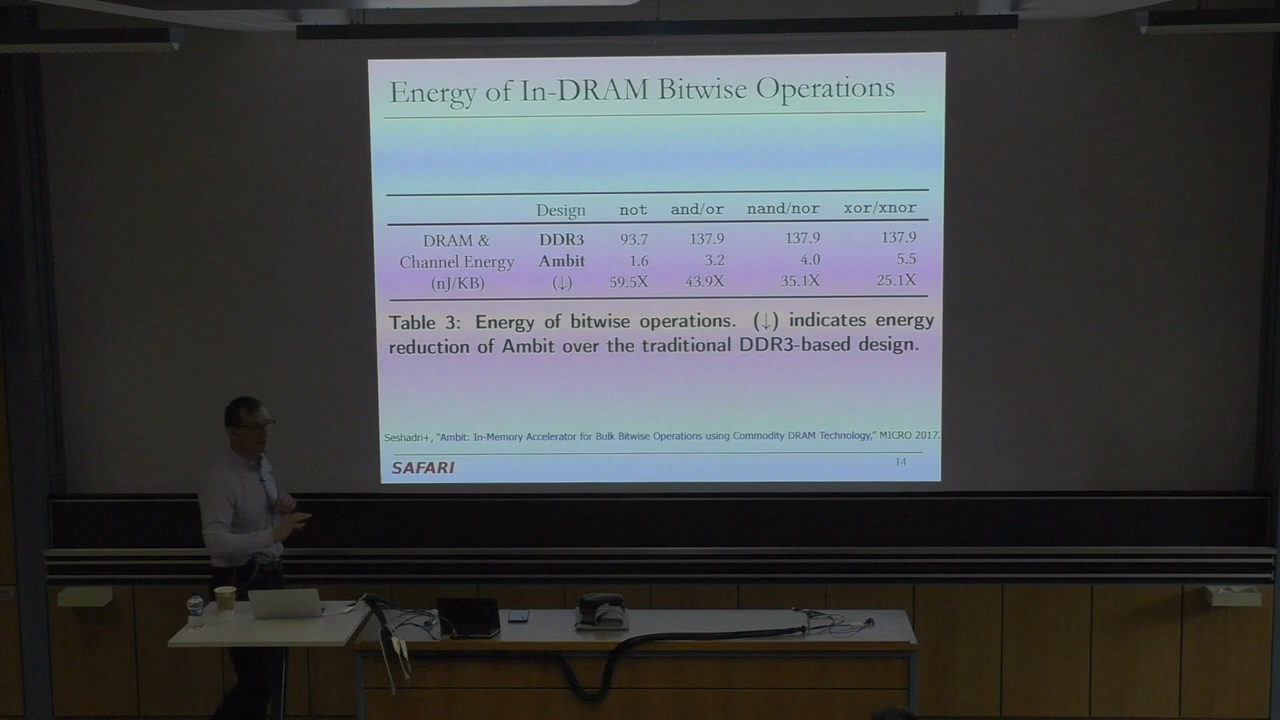 Energy of In-DRAM Bitwise Operations
Design not and/or nand/nor xor/xnor
DRAM & DDR3 93.7 137.9 137.9 137.9
Channel Energy Ambit 1.6 3.2 4.0 5.5
(nJ/KB) (↓) 59.5X 43.9X 35.1X 25.1X
Table 3: Energy of bitwise operations. (↓) indicates energy
reduction of Ambit over the traditional DDR3-based design.
Seshadri+, "Ambit: In-Memory Accelerator for Bulk Bitwise Operations using Commodity DRAM Technology," MICRO 2017.
SAFARI 14